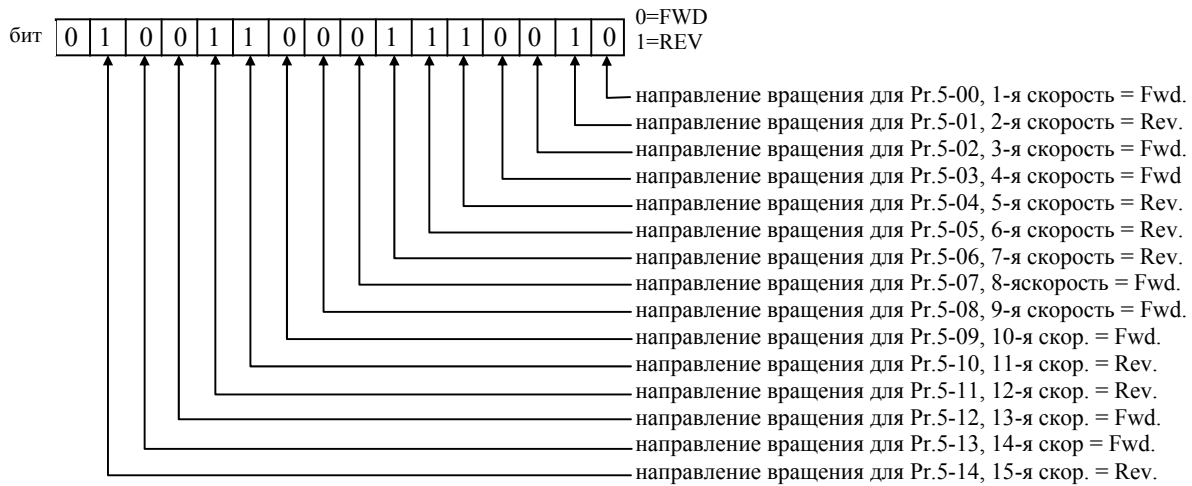 0=FWD
бит 0 1 0 0 1 1 0 0 0 1 1 1 0 0 1 0 1=REV
направление вращения для Pr.5-00, 1-я скорость = Fwd.
направление вращения для Pr.5-01, 2-я скорость = Rev.
направление вращения для Pr.5-02, 3-я скорость = Fwd.
направление вращения для Pr.5-03, 4-я скорость = Fwd
направление вращения для Pr.5-04, 5-я скорость = Rev.
направление вращения для Pr.5-05, 6-я скорость = Rev.
направление вращения для Pr.5-06, 7-я скорость = Rev.
направление вращения для Pr.5-07, 8-яскорость = Fwd.
направление вращения для Pr.5-08, 9-я скорость = Fwd.
направление вращения для Pr.5-09, 10-я скор. = Fwd.
направление вращения для Pr.5-10, 11-я скор. = Rev.
направление вращения для Pr.5-11, 12-я скор. = Rev.
направление вращения для Pr.5-12, 13-я скор. = Fwd.
направление вращения для Pr.5-13, 14-я скор = Fwd.
направление вращения для Pr.5-14, 15-я скор. = Rev.